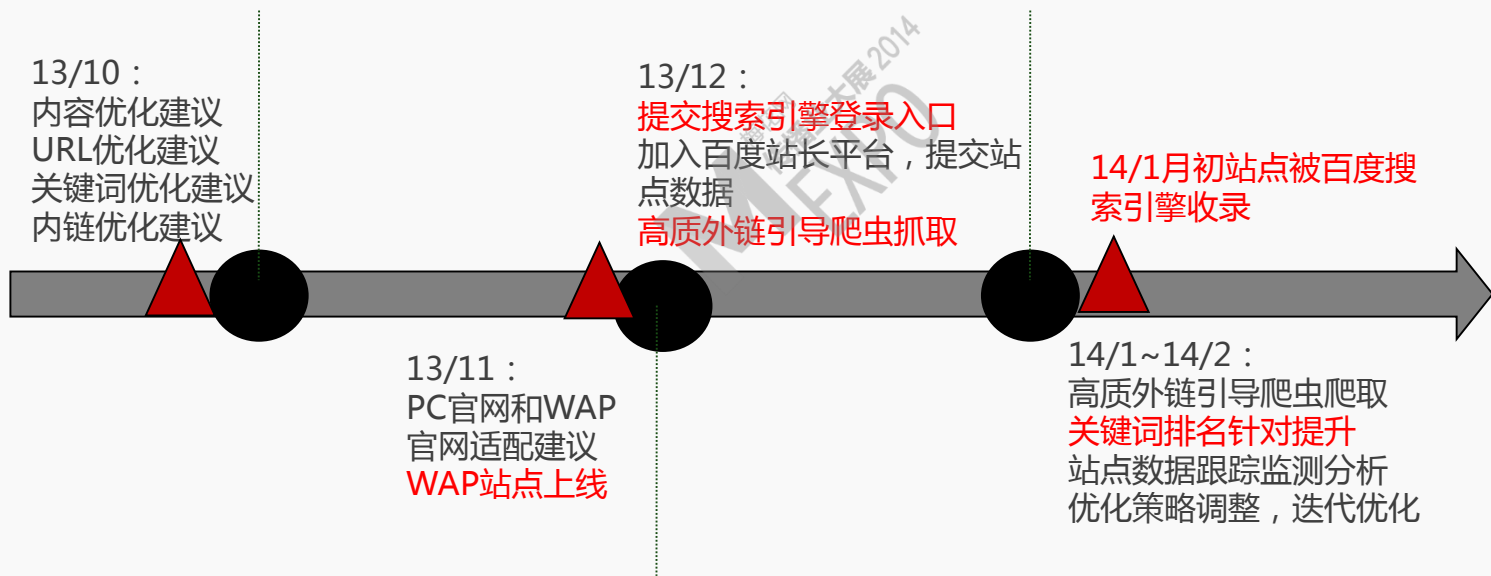 13/10：
内容优化建议
URL优化建议
关键词优化建议
内链优化建议
13/11：
PC官网和WAP
官网适配建议
WAP站点上线
13/12：
提交搜索引擎登录入口
加入百度站长平台，提交站
点数据
高质外链引导爬虫抓取
14/1月初站点被百度搜
索引擎收录
14/1~14/2：
高质外链引导爬虫爬取
关键词排名针对提升
站点数据跟踪监测分析
优化策略调整，迭代优化
大展 2014
MEXPO